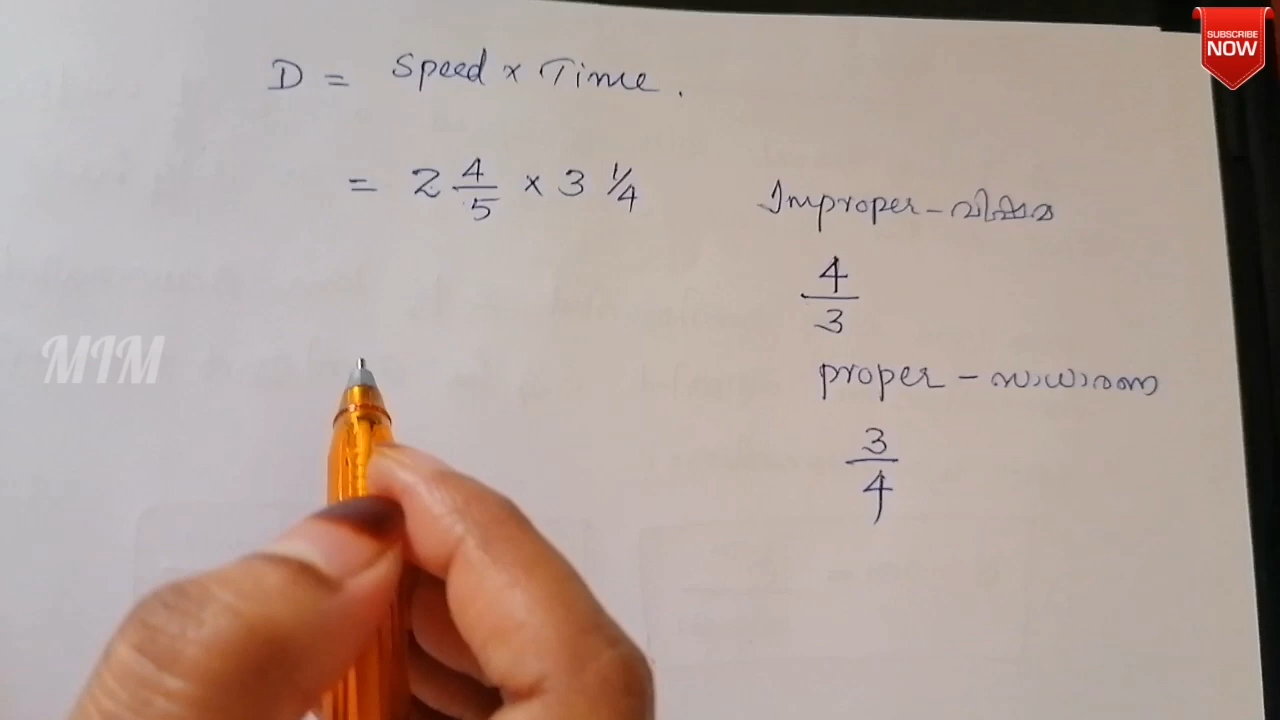 D = Speed × Time.
= 2 4/5 × 3 1/4
Improper - വിഷമ
4/3
proper - സാധാരണ
3/4
MIM
SUBSCRIBE
NOW